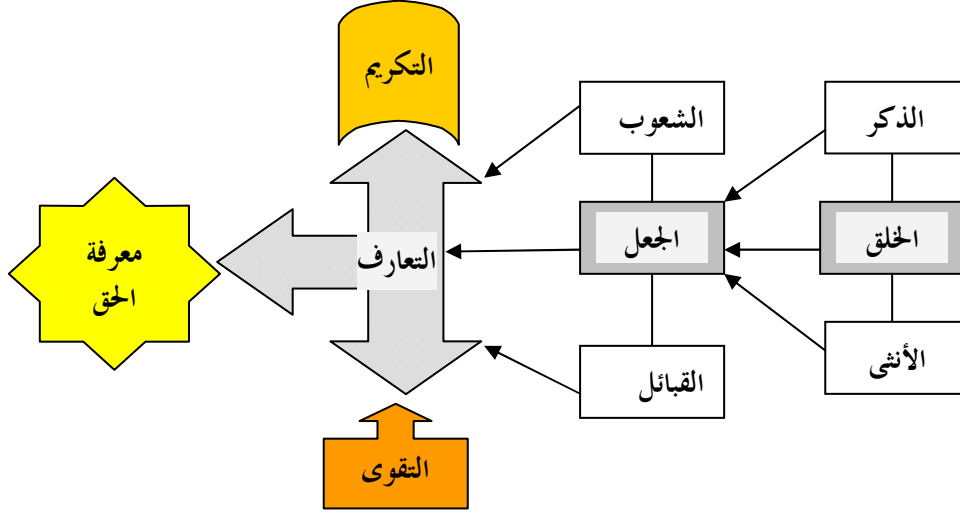 التكريم
الذكر
الشعوب
الخلق
الجعل
التعارف
معرفة
الحق
الأنثى
القبائل
التقوى